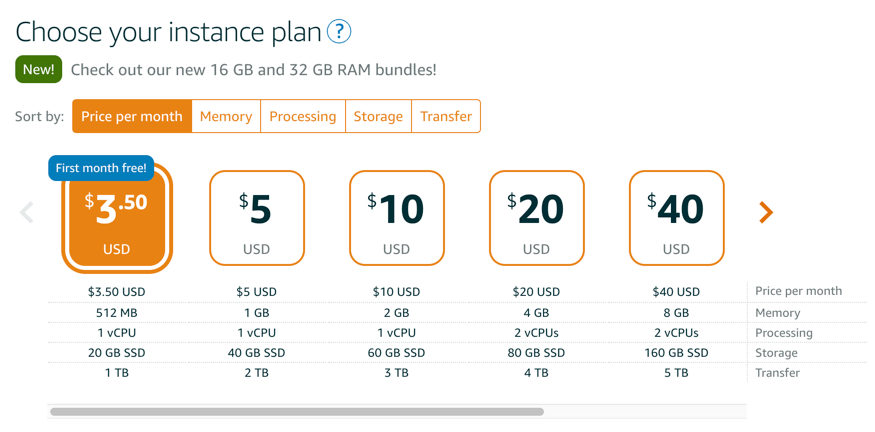 Choose your instance plan ?
New! Check out our new 16 GB and 32 GB RAM bundles!
Sort by: Price per month Memory Processing Storage Transfer
First month free!
$3.50 $5 $10 $20 $40
USD USD USD USD USD
$3.50 USD $5 USD $10 USD $20 USD $40 USD Price per month
512 MB 1 GB 2 GB 4 GB 8 GB Memory
1 vCPU 1 vCPU 1 vCPU 2 vCPUs 2 vCPUs Processing
20 GB SSD 40 GB SSD 60 GB SSD 80 GB SSD 160 GB SSD Storage
1 TB 2 TB 3 TB 4 TB 5 TB Transfer